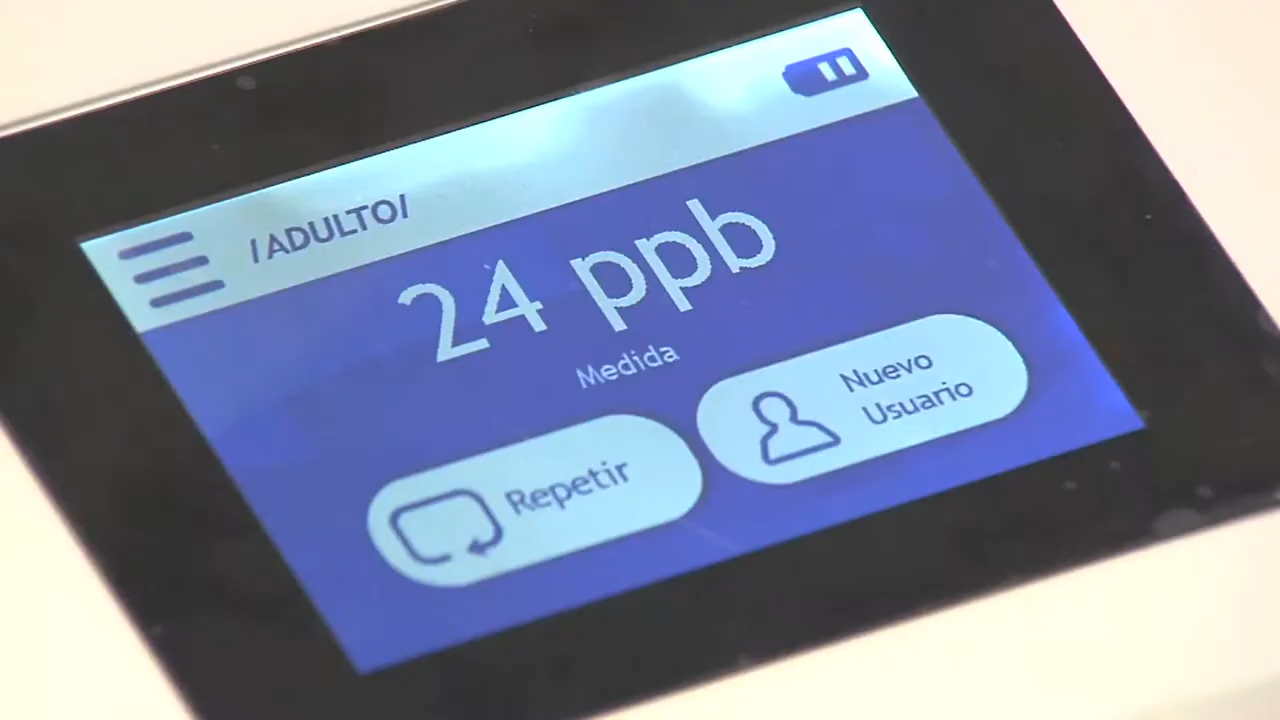 /ADULTO/
24 ppb
Medida
Repetir
Nuevo
Usuario